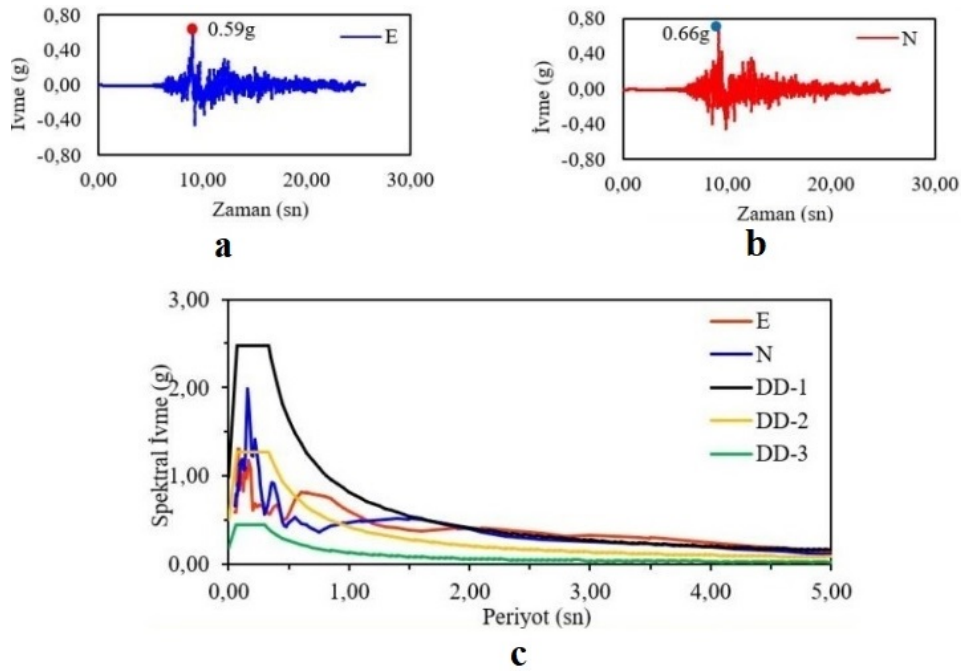 0,80
0.59g
E
0,40
0,00
-0,40
-0,80
İvme (g)
0,00 10,00 20,00 30,00
Zaman (sn)
a
0,80
0.66g
N
0,40
0,00
-0,40
-0,80
İvme (g)
0,00 10,00 20,00 30,00
Zaman (sn)
b
3,00
2,00
1,00
0,00
Spektral İvme (g)
E
N
DD-1
DD-2
DD-3
0,00 1,00 2,00 3,00 4,00 5,00
Periyot (sn)
c